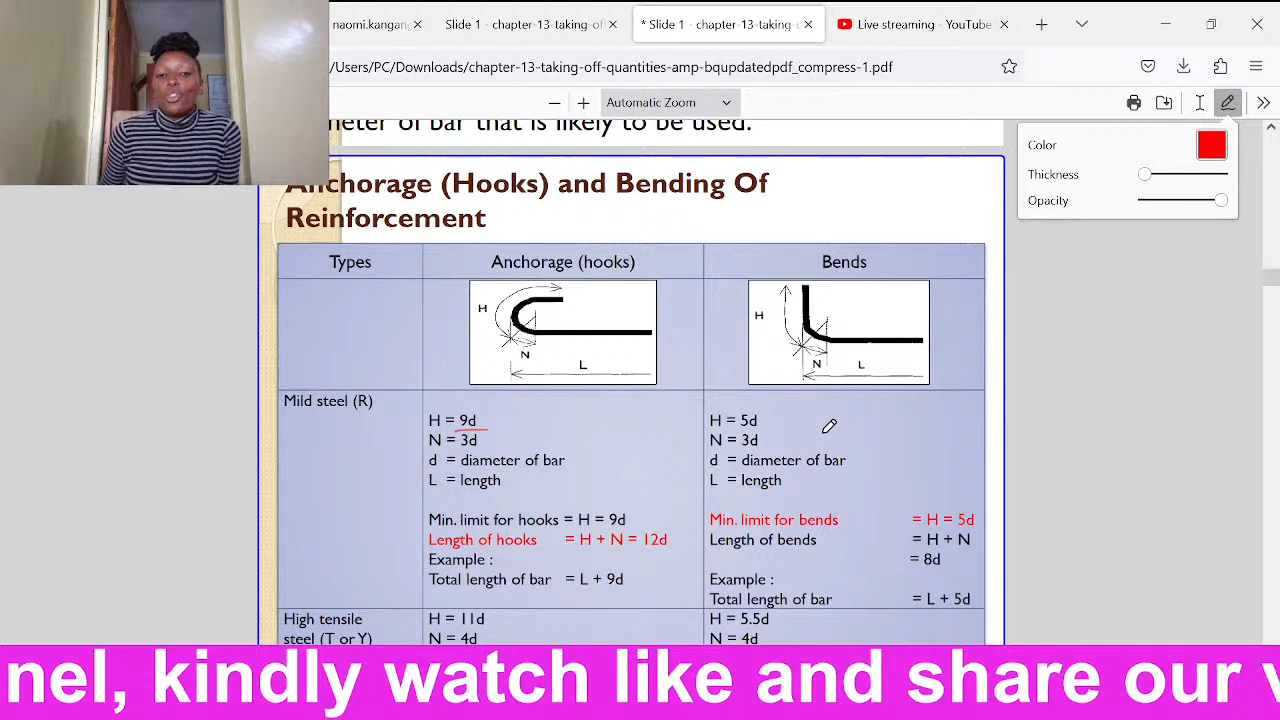 naomi.kangan
Slide 1 - chapter-13-taking-of
* Slide 1 - chapter-13-taking-
Live streaming - YouTube
/Users/PC/Downloads/chapter-13-taking-off-quantities-amp-bqupdatedpdf_compress-1.pdf
Automatic Zoom
Color
Thickness
Opacity
meter of bar that is likely to be used.
Anchorage (Hooks) and Bending Of
Reinforcement
Types
Anchorage (hooks)
Bends
H
N
L
H
N
L
Mild steel (R)
H = 9d
N = 3d
d = diameter of bar
L = length
Min. limit for hooks = H = 9d
Length of hooks = H + N = 12d
Example :
Total length of bar = L + 9d
H = 5d
N = 3d
d = diameter of bar
L = length
Min. limit for bends = H = 5d
Length of bends = H + N
= 8d
Example :
Total length of bar = L + 5d
High tensile
steel (T or Y)
H = 11d
N = 4d
H = 5.5d
N = 4d
nel, kindly watch like and share our v